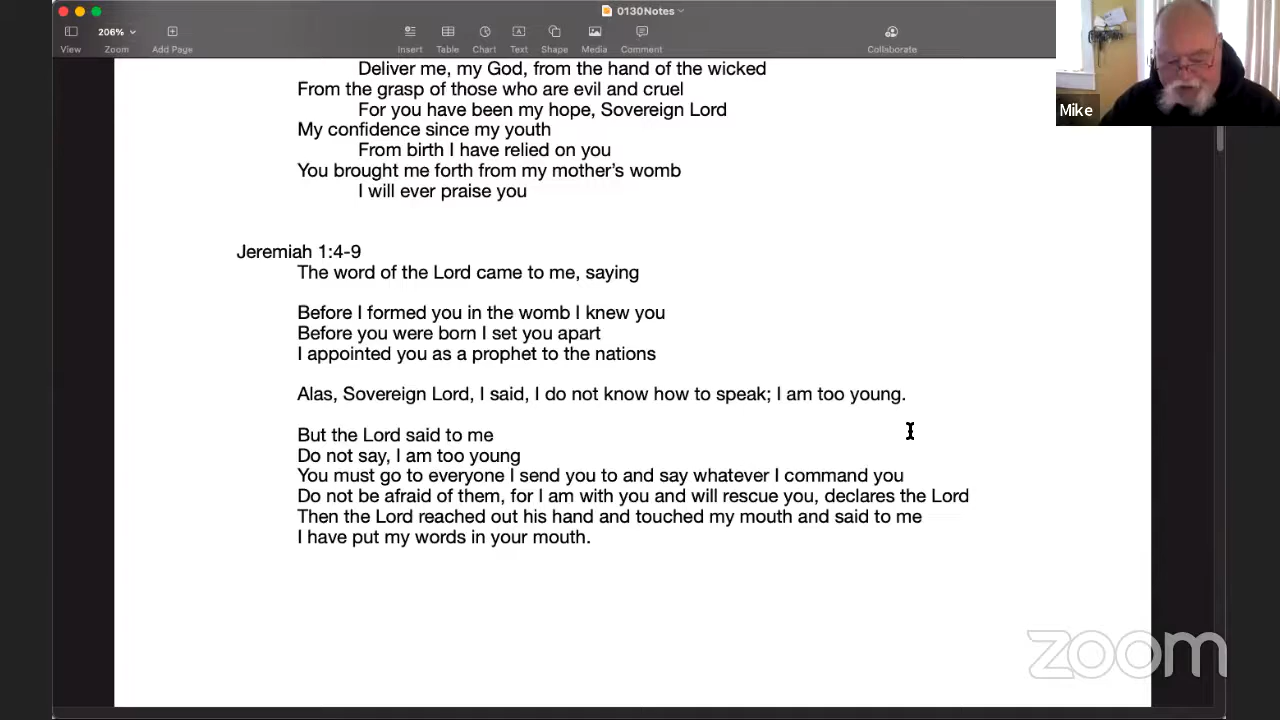 0130Notes
206%
View
Zoom
Add Page
Insert
Table
Chart
Text
Shape
Media
Comment
Collaborate
Mike
Deliver me, my God, from the hand of the wicked
From the grasp of those who are evil and cruel
For you have been my hope, Sovereign Lord
My confidence since my youth
From birth I have relied on you
You brought me forth from my mother's womb
I will ever praise you
Jeremiah 1:4-9
The word of the Lord came to me, saying
Before I formed you in the womb I knew you
Before you were born I set you apart
I appointed you as a prophet to the nations
Alas, Sovereign Lord, I said, I do not know how to speak; I am too young.
But the Lord said to me
Do not say, I am too young
You must go to everyone I send you to and say whatever I command you
Do not be afraid of them, for I am with you and will rescue you, declares the Lord
Then the Lord reached out his hand and touched my mouth and said to me
I have put my words in your mouth.
zoom